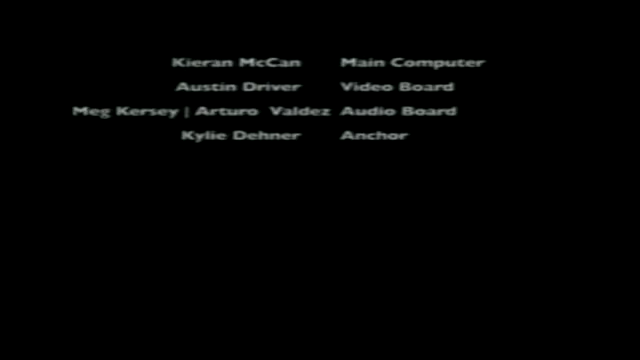 Kieran McCan Main Computer
Austin Driver Video Board
Meg Kersey | Arturo Valdez Audio Board
Kylie Dehner Anchor